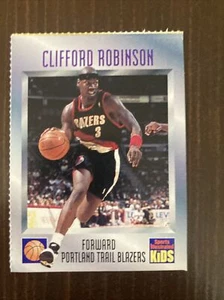 CLIFFORD ROBINSON
BLAZERS
3
FORWARD
PORTLAND TRAIL BLAZERS
Sports Illustrated
KIDS